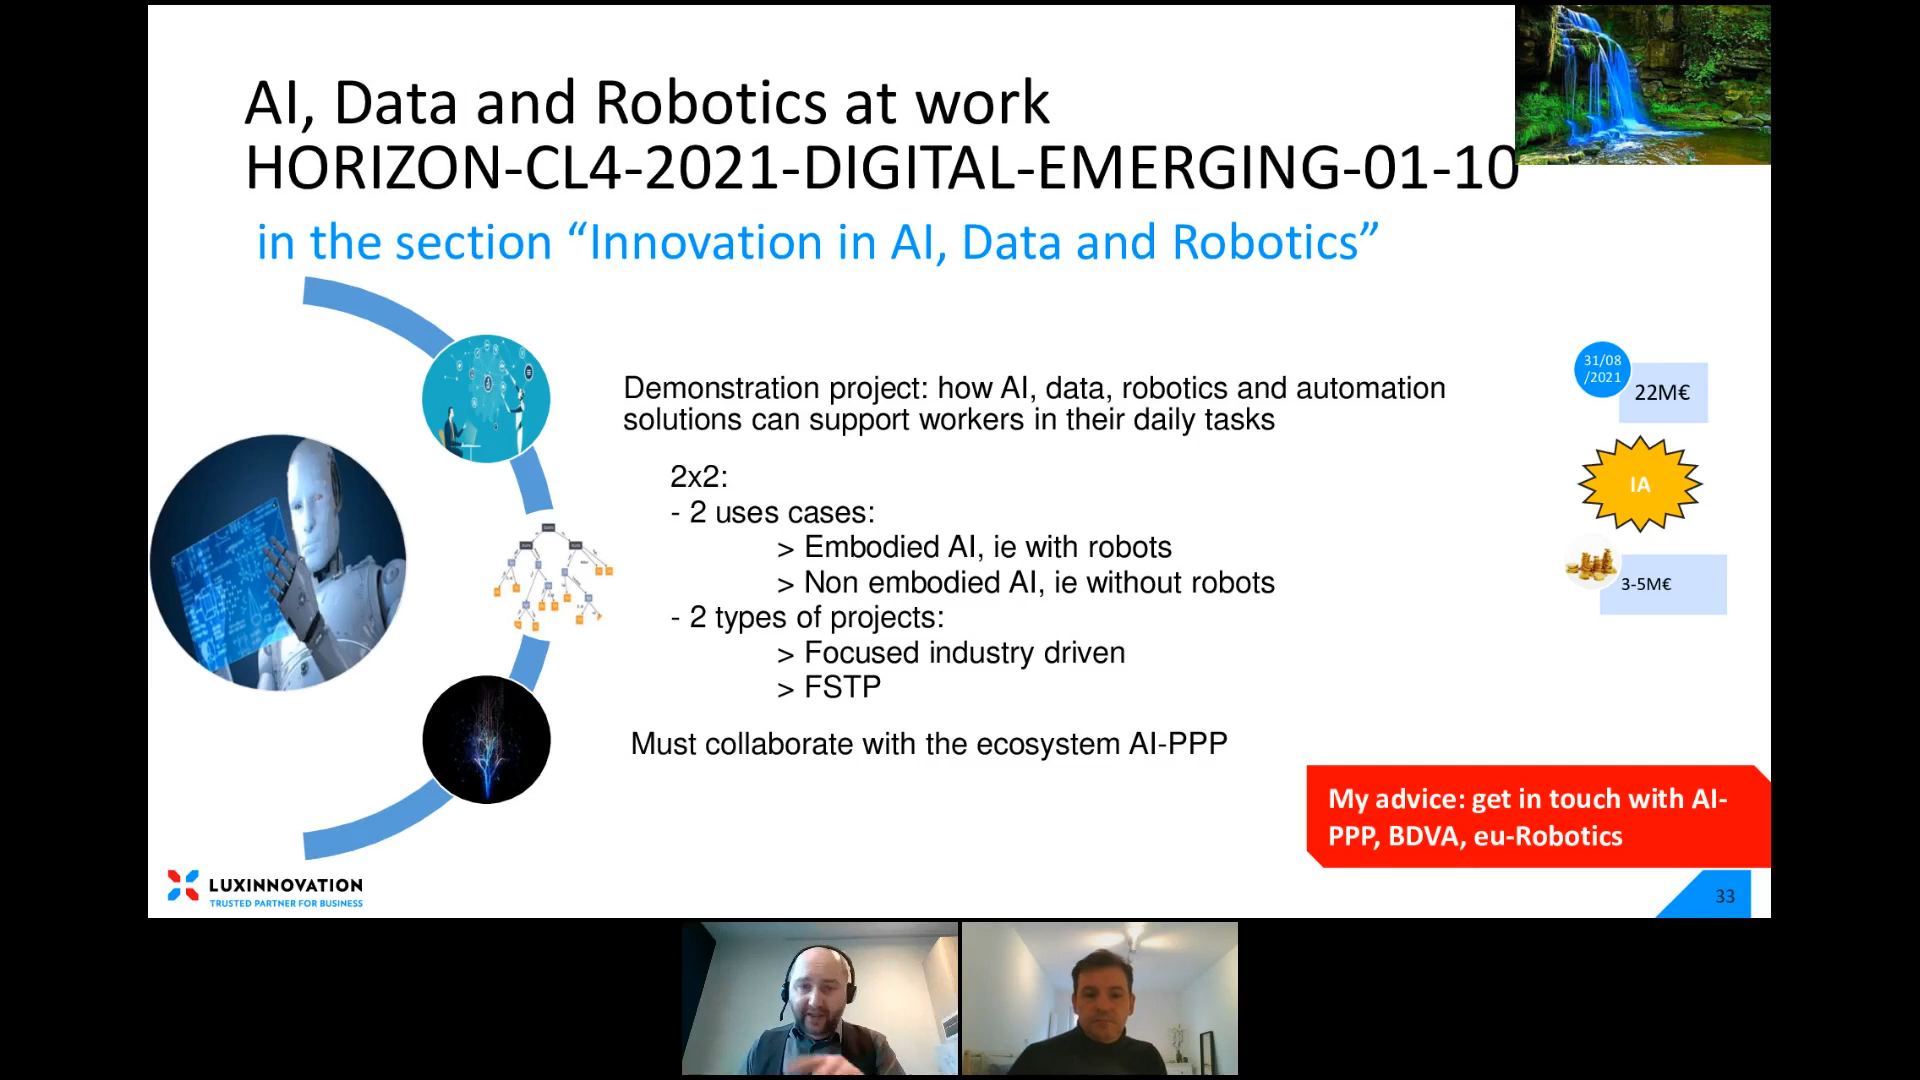 AI, Data and Robotics at work
HORIZON-CL4-2021-DIGITAL-EMERGING-01-10
in the section “Innovation in AI, Data and Robotics”
Demonstration project: how AI, data, robotics and automation
solutions can support workers in their daily tasks
2x2:
- 2 uses cases:
> Embodied AI, ie with robots
> Non embodied AI, ie without robots
- 2 types of projects:
> Focused industry driven
> FSTP
Must collaborate with the ecosystem AI-PPP
31/08
/2021
22M€
IA
3-5M€
My advice: get in touch with AI-
PPP, BDVA, eu-Robotics
LUXINNOVATION
TRUSTED PARTNER FOR BUSINESS
33